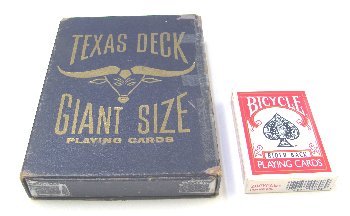 TEXAS DECK
GIANT SIZE
PLAYING CARDS
BICYCLE
RIDER BACK
PLAYING CARDS